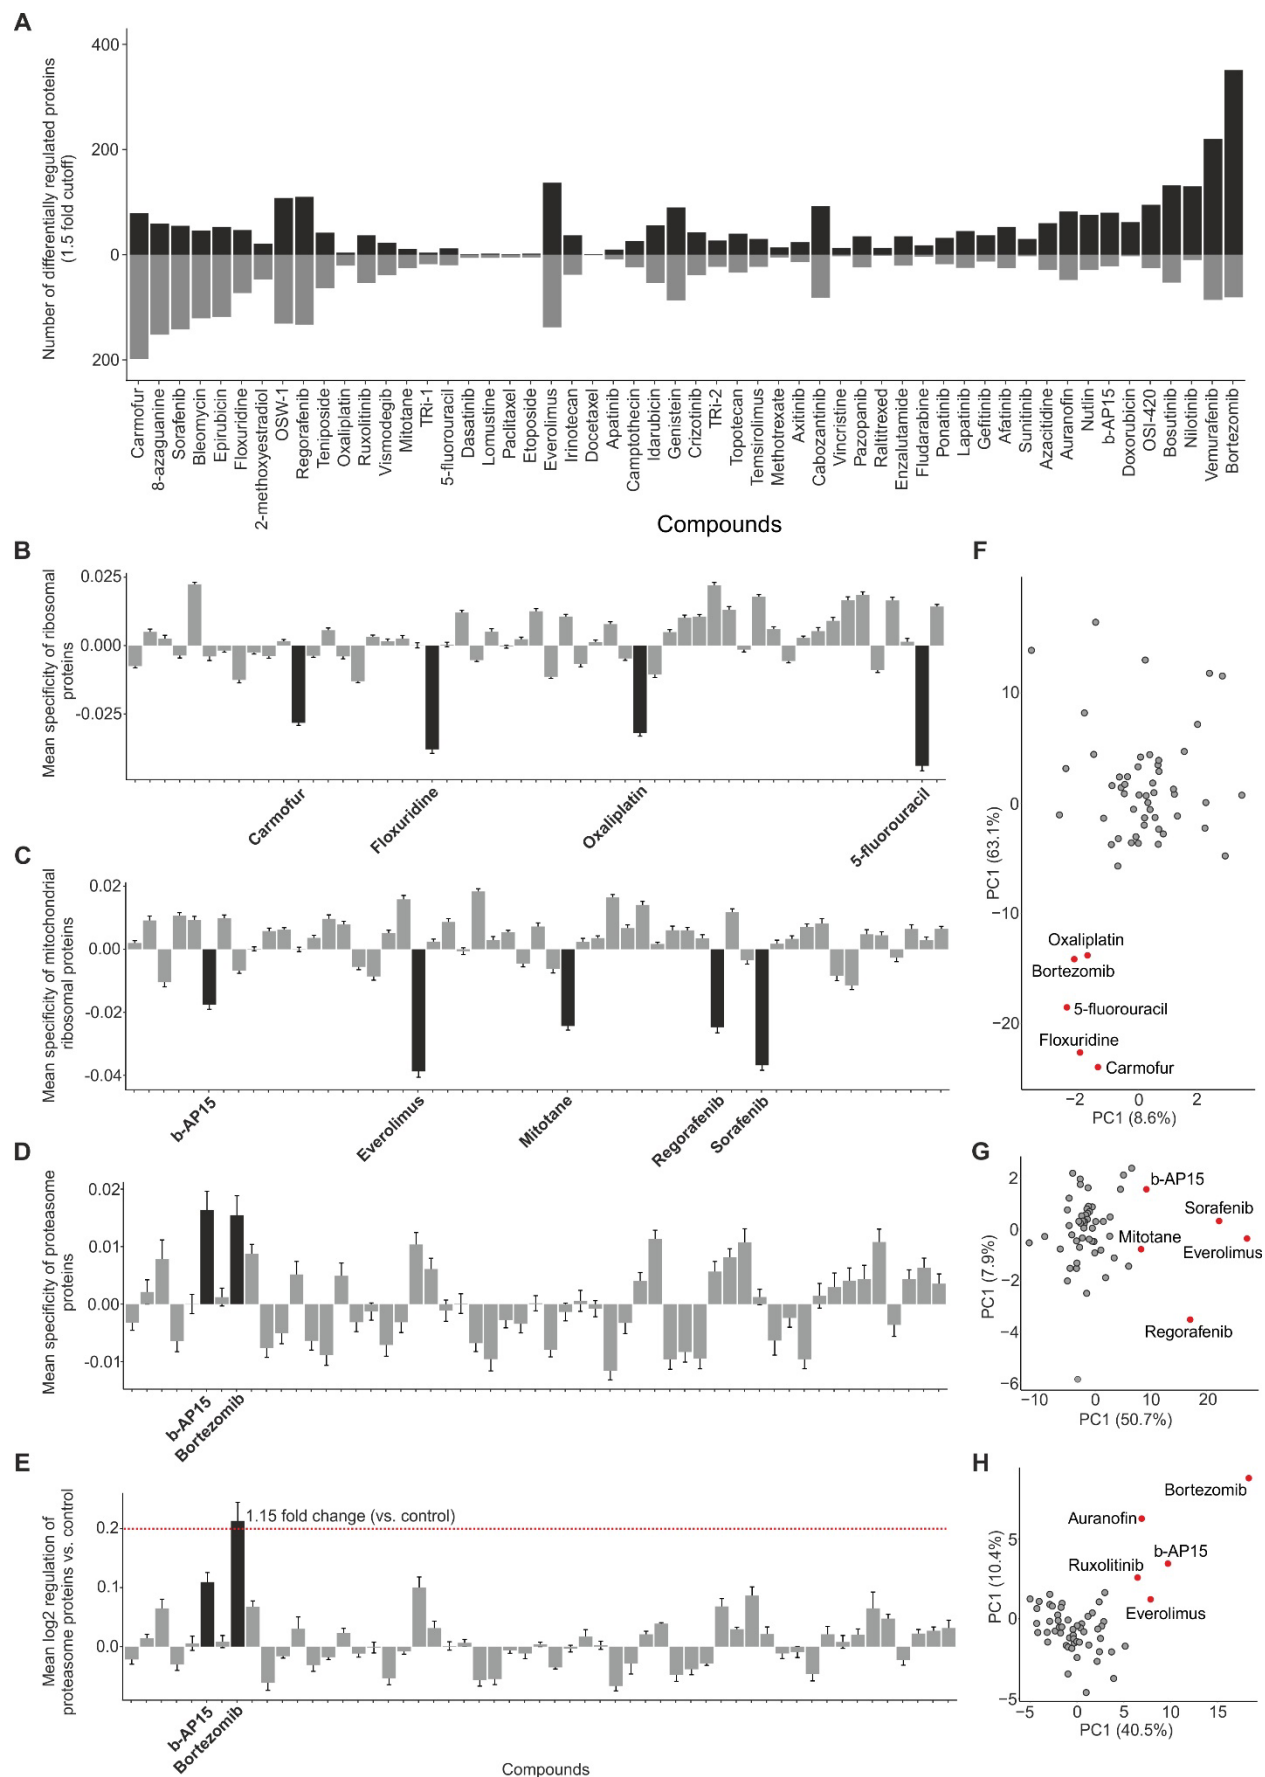 A
Number of differentially regulated proteins
(1.5 fold cutoff)
400
200
0
200
Carmofur
8-azaguanine
Sorafenib
Bleomycin
Epirubicin
Floxuridine
2-methoxyestradiol
OSW-1
Regorafenib
Teniposide
Oxaliplatin
Ruxolitinib
Vismodegib
Mitotane
TRi-1
5-fluorouracil
Dasatinib
Lomustine
Paclitaxel
Etoposide
Everolimus
Irinotecan
Docetaxel
Apatinib
Camptothecin
Idarubicin
Genistein
Crizotinib
TRi-2
Topotecan
Temsirolimus
Methotrexate
Axitinib
Cabozantinib
Vincristine
Pazopanib
Ralititrexed
Enzalutamide
Fludarabine
Ponatinib
Lapatinib
Gefitinib
Afatinib
Sunitinib
Azacitidine
Auranofin
Nutlin
b-AP15
Doxorubicin
OSI-420
Bosutinib
Nilotinib
Vemurafenib
Bortezomib
Compounds
B
Mean specificity of ribosomal
proteins
0.025
0.000
-0.025
Carmofur
Floxuridine
Oxaliplatin
5-fluorouracil
C
Mean specificity of mitochondrial
ribosomal proteins
0.02
0.00
-0.02
-0.04
b-AP15
Everolimus
Mitotane
Regorafenib
Sorafenib
D
Mean specificity of proteasome
proteins
0.02
0.01
0.00
-0.01
b-AP15
Bortezomib
E
Mean log2 regulation of
proteasome proteins vs. control
0.2
0.1
0.0
1.15 fold change (vs. control)
b-AP15
Bortezomib
Compounds
F
PC1 (63.1%)
10
0
−10
−20
Oxaliplatin
Bortezomib
5-fluorouracil
Floxuridine
Carmofur
−2
0
2
PC1 (8.6%)
G
PC1 (7.9%)
2
0
−2
−4
−6
b-AP15
Sorafenib
Mitotane
Everolimus
Regorafenib
−10
0
10
20
PC1 (50.7%)
H
PC1 (10.4%)
5
0
−5
Bortezomib
Auranofin
b-AP15
Ruxolitinib
Everolimus
−5
0
5
10
15
PC1 (40.5%)